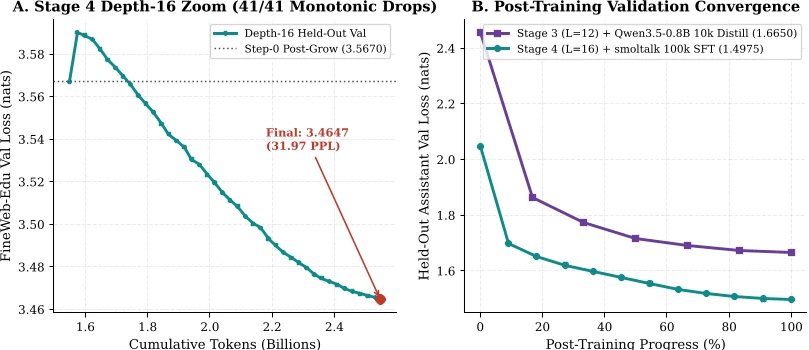 A. Stage 4 Depth-16 Zoom (41/41 Monotonic Drops)
FineWeb-Edu Val Loss (nats)
3.58
3.56
3.54
3.52
3.50
3.48
3.46
Depth-16 Held-Out Val
Step-0 Post-Grow (3.5670)
Final: 3.4647
(31.97 PPL)
1.6
1.8
2.0
2.2
2.4
Cumulative Tokens (Billions)
B. Post-Training Validation Convergence
Held-Out Assistant Val Loss (nats)
2.4
2.2
2.0
1.8
1.6
Stage 3 (L=12) + Qwen3.5-0.8B 10k Distill (1.6650)
Stage 4 (L=16) + smoltalk 100k SFT (1.4975)
0
20
40
60
80
100
Post-Training Progress (%)